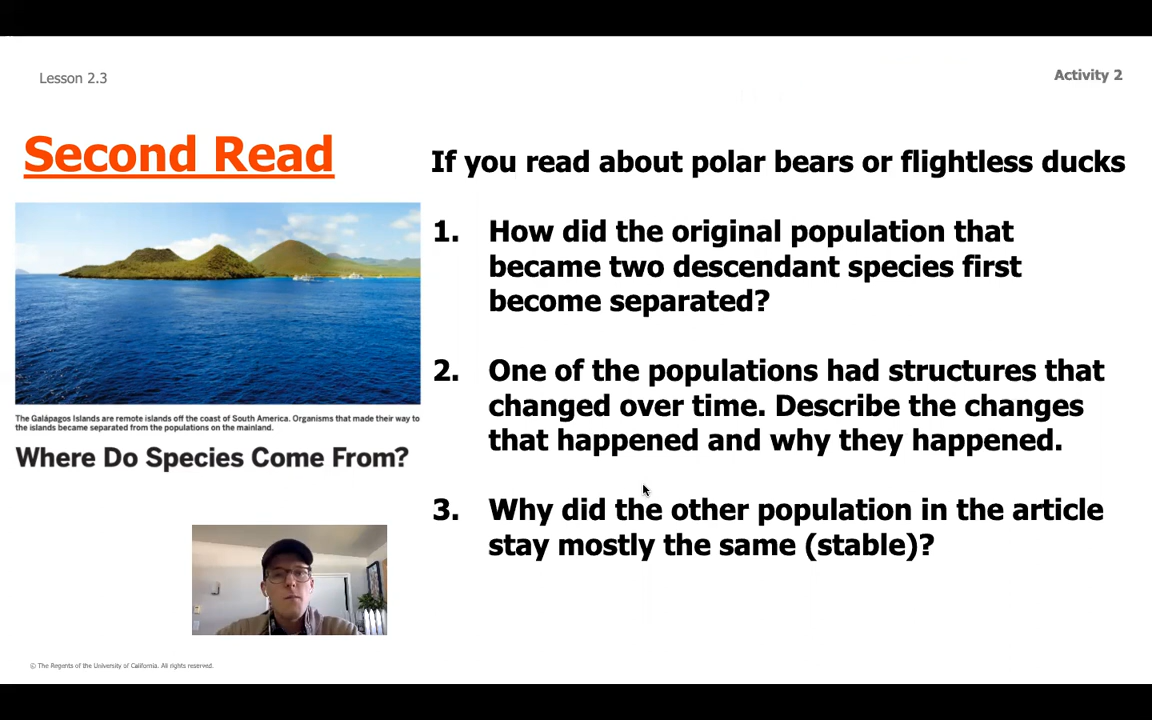 Lesson 2.3
Activity 2
Second Read
The Galápagos Islands are remote islands off the coast of South America. Organisms that made their way to
the islands became separated from the populations on the mainland.
Where Do Species Come From?
If you read about polar bears or flightless ducks
1. How did the original population that
became two descendant species first
become separated?
2. One of the populations had structures that
changed over time. Describe the changes
that happened and why they happened.
3. Why did the other population in the article
stay mostly the same (stable)?
© The Regents of the University of California. All rights reserved.